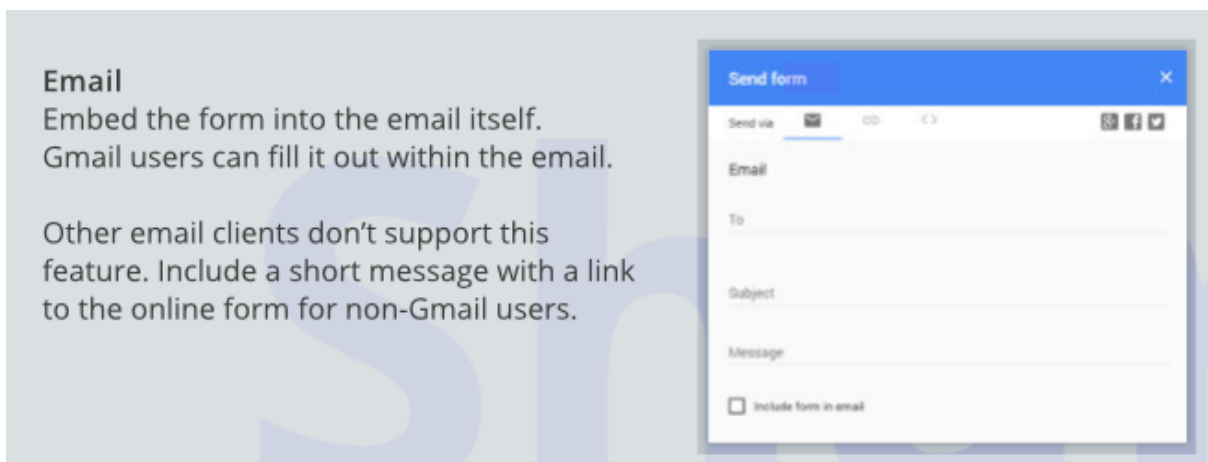 Email
Embed the form into the email itself.
Gmail users can fill it out within the email.
Other email clients don’t support this
feature. Include a short message with a link
to the online form for non-Gmail users.
Send form
Send via
Email
To
Subject
Message
Include form in email